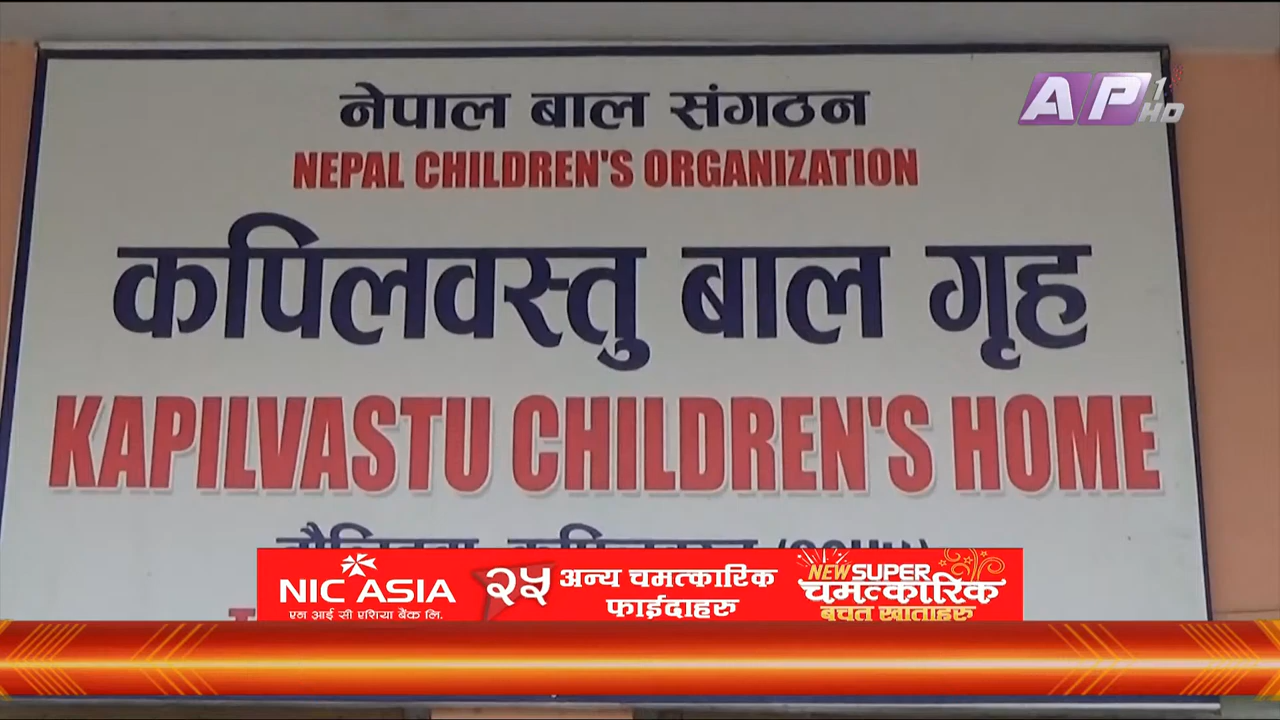 नेपाल बाल संगठन
AP1 HD
NEPAL CHILDREN'S ORGANIZATION
कपिलवस्तु बाल गृह
KAPILVASTU CHILDREN'S HOME
NIC ASIA
एन आई सी एशिया बैंक लि.
२५ अन्य चमत्कारिक
फाईदाहरु
NEW SUPER
चमत्कारिक
बचत खाताहरु